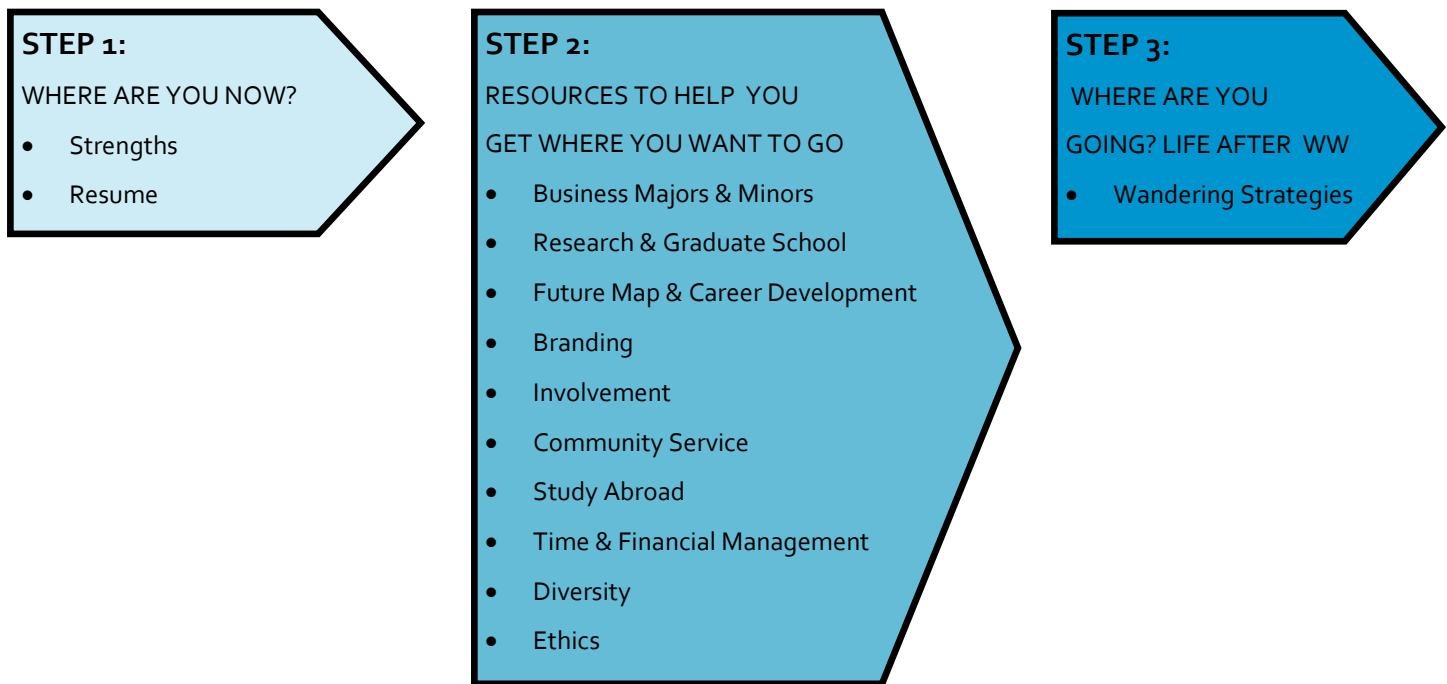 STEP 1:
WHERE ARE YOU NOW?
• Strengths
• Resume
STEP 2:
RESOURCES TO HELP YOU
GET WHERE YOU WANT TO GO
• Business Majors & Minors
• Research & Graduate School
• Future Map & Career Development
• Branding
• Involvement
• Community Service
• Study Abroad
• Time & Financial Management
• Diversity
• Ethics
STEP 3:
WHERE ARE YOU
GOING? LIFE AFTER WW
• Wandering Strategies